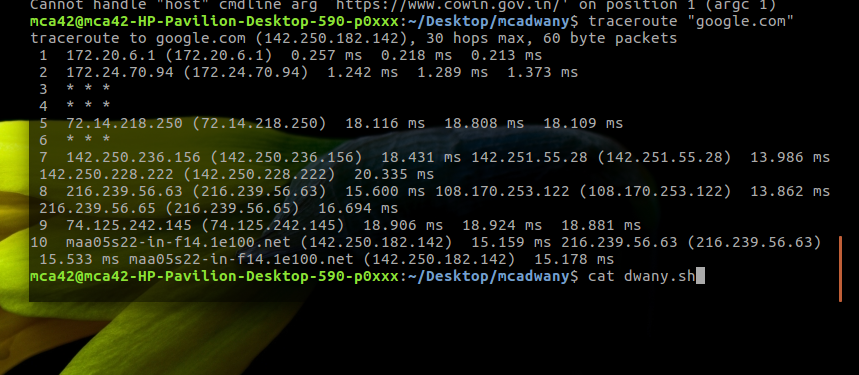 Cannot handle "host" cmdline arg `https://www.cowin.gov.in/' on position 1 (argc 1)
mca42@mca42-HP-Pavilion-Desktop-590-p0xxx:~/Desktop/mcadwany$ traceroute "google.com"
traceroute to google.com (142.250.182.142), 30 hops max, 60 byte packets
 1  172.20.6.1 (172.20.6.1)  0.257 ms  0.218 ms  0.213 ms
 2  172.24.70.94 (172.24.70.94)  1.242 ms  1.289 ms  1.373 ms
 3  * * *
 4  * * *
 5  72.14.218.250 (72.14.218.250)  18.116 ms  18.808 ms  18.109 ms
 6  * * *
 7  142.250.236.156 (142.250.236.156)  18.431 ms 142.251.55.28 (142.251.55.28)  13.986 ms
142.250.228.222 (142.250.228.222)  20.335 ms
 8  216.239.56.63 (216.239.56.63)  15.600 ms 108.170.253.122 (108.170.253.122)  13.862 ms
216.239.56.65 (216.239.56.65)  16.694 ms
 9  74.125.242.145 (74.125.242.145)  18.906 ms  18.924 ms  18.881 ms
10  maa05s22-in-f14.1e100.net (142.250.182.142)  15.159 ms 216.239.56.63 (216.239.56.63)
 15.533 ms maa05s22-in-f14.1e100.net (142.250.182.142)  15.178 ms
mca42@mca42-HP-Pavilion-Desktop-590-p0xxx:~/Desktop/mcadwany$ cat dwany.sh